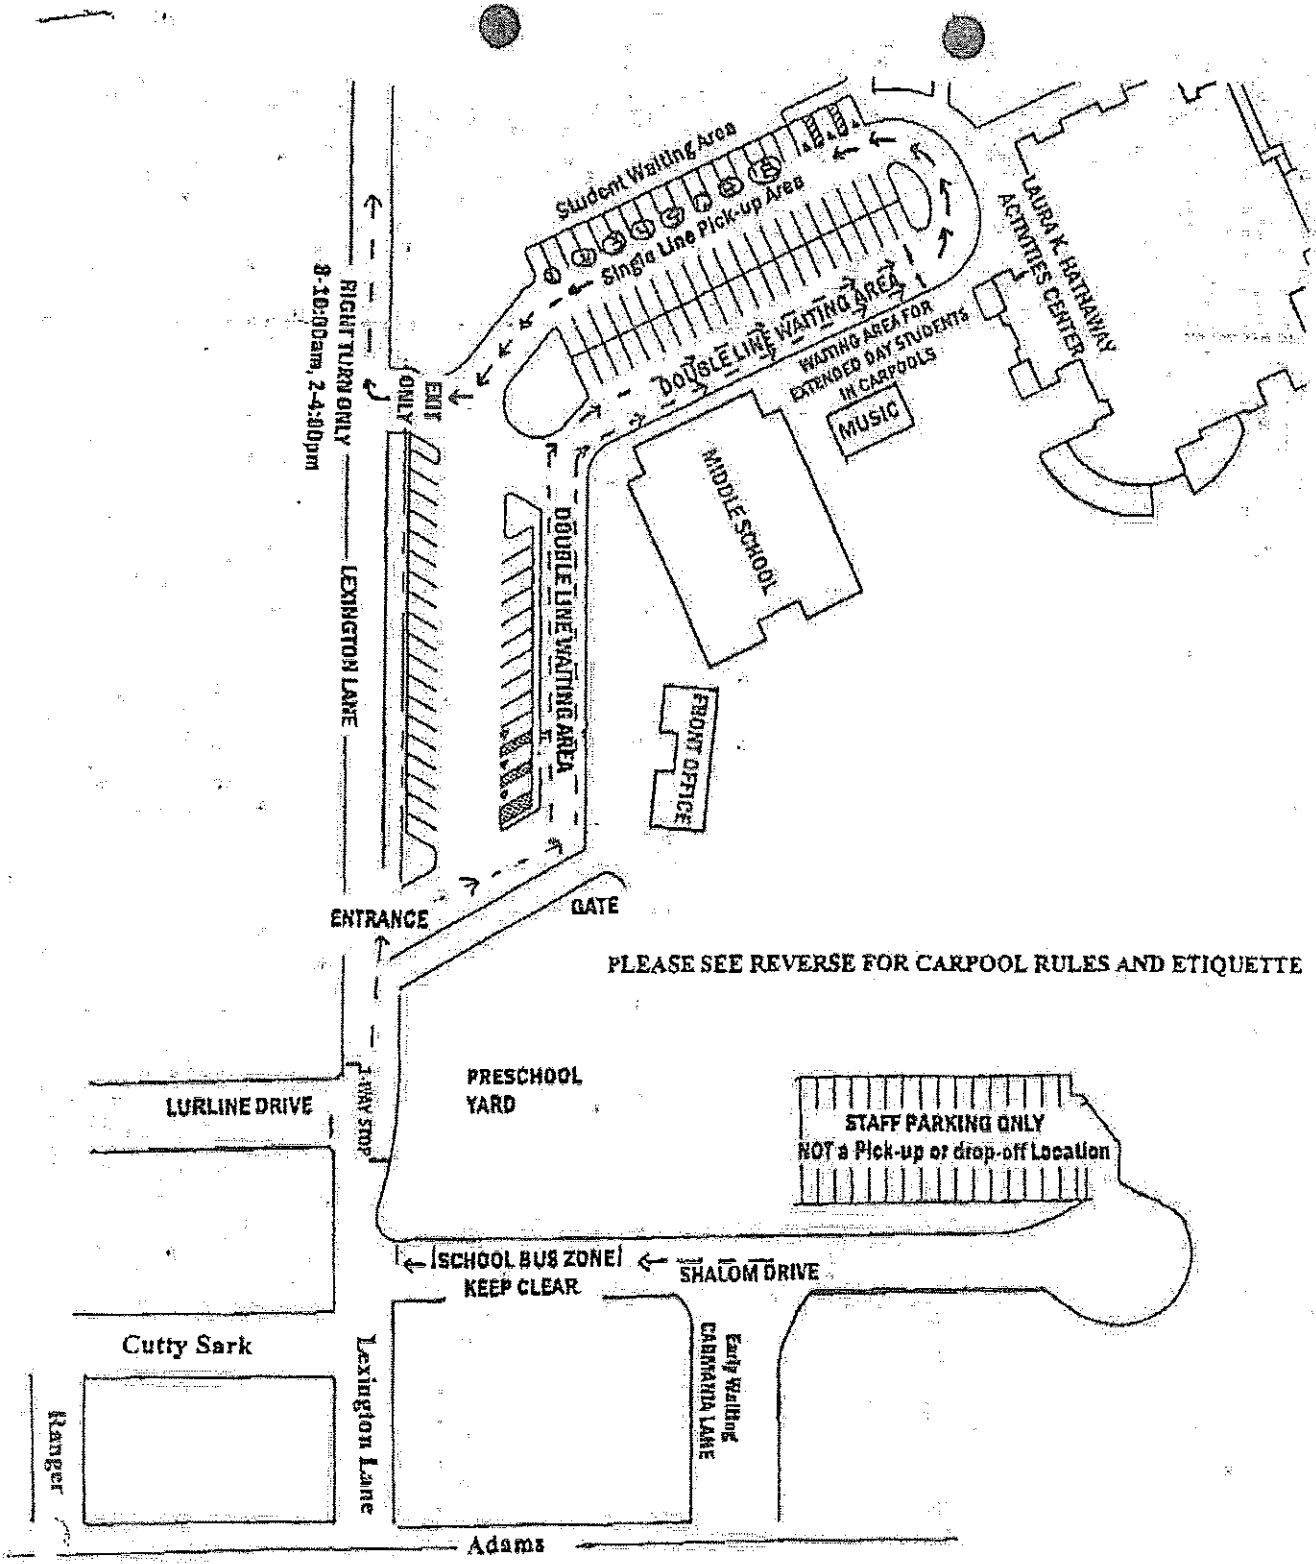 Student Waiting Area
Single Line Pick-up Area
LAURA K. HATHAWAY
ACTIVITIES CENTER
RIGHT TURN ONLY
8-10:00am, 2-4:00pm
EXIT
ONLY
DOUBLE LINE WAITING AREA
WAITING AREA FOR
EXTENDED DAY STUDENTS
IN CARPOOLS
MUSIC
MIDDLE SCHOOL
DOUBLE LINE WAITING AREA
LEXINGTON LANE
FRONT OFFICE
ENTRANCE
GATE
PLEASE SEE REVERSE FOR CARPOOL RULES AND ETIQUETTE
LURLINE DRIVE
-WAY STOP
PRESCHOOL
YARD
STAFF PARKING ONLY
NOT a Pick-up or drop-off Location
SCHOOL BUS ZONE
KEEP CLEAR
SHALOM DRIVE
Cutty Sark
Lexington Lane
Early Waiting
CARMANIA LANE
Ranger
Adams